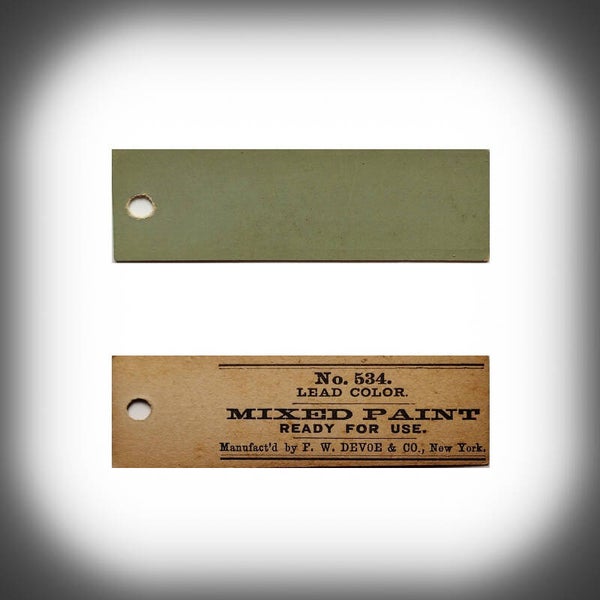 No. 534.
LEAD COLOR.
MIXED PAINT
READY FOR USE.
Manufact'd by F. W. DEVOE & CO., New York.